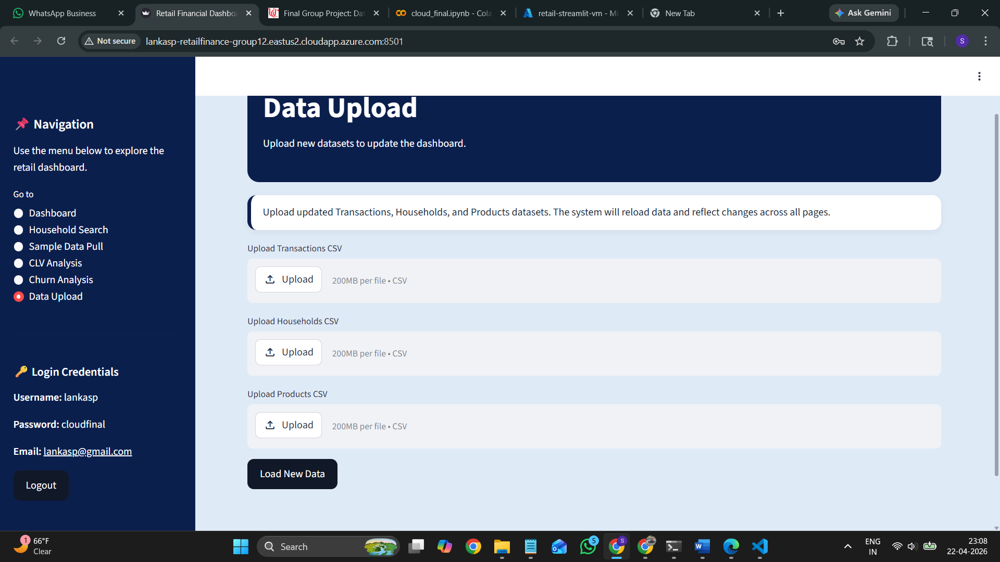 WhatsApp Business
Retail Financial Dashbo
Final Group Project: Dat
cloud_final.ipynb - Cola
retail-streamlit-vm - Mi
New Tab
Ask Gemini
Not secure
lankasp-retailfinance-group12.eastus2.cloudapp.azure.com:8501
S
📌 Navigation
Use the menu below to explore the
retail dashboard.
Go to
Dashboard
Household Search
Sample Data Pull
CLV Analysis
Churn Analysis
Data Upload
🔑 Login Credentials
Username: lankasp
Password: cloudfinal
Email: lankasp@gmail.com
Logout
Data Upload
Upload new datasets to update the dashboard.
Upload updated Transactions, Households, and Products datasets. The system will reload data and reflect changes across all pages.
Upload Transactions CSV
Upload
200MB per file • CSV
Upload Households CSV
Upload
200MB per file • CSV
Upload Products CSV
Upload
200MB per file • CSV
Load New Data
1
66°F
Clear
Search
5
S
ENG
IN
23:08
22-04-2026